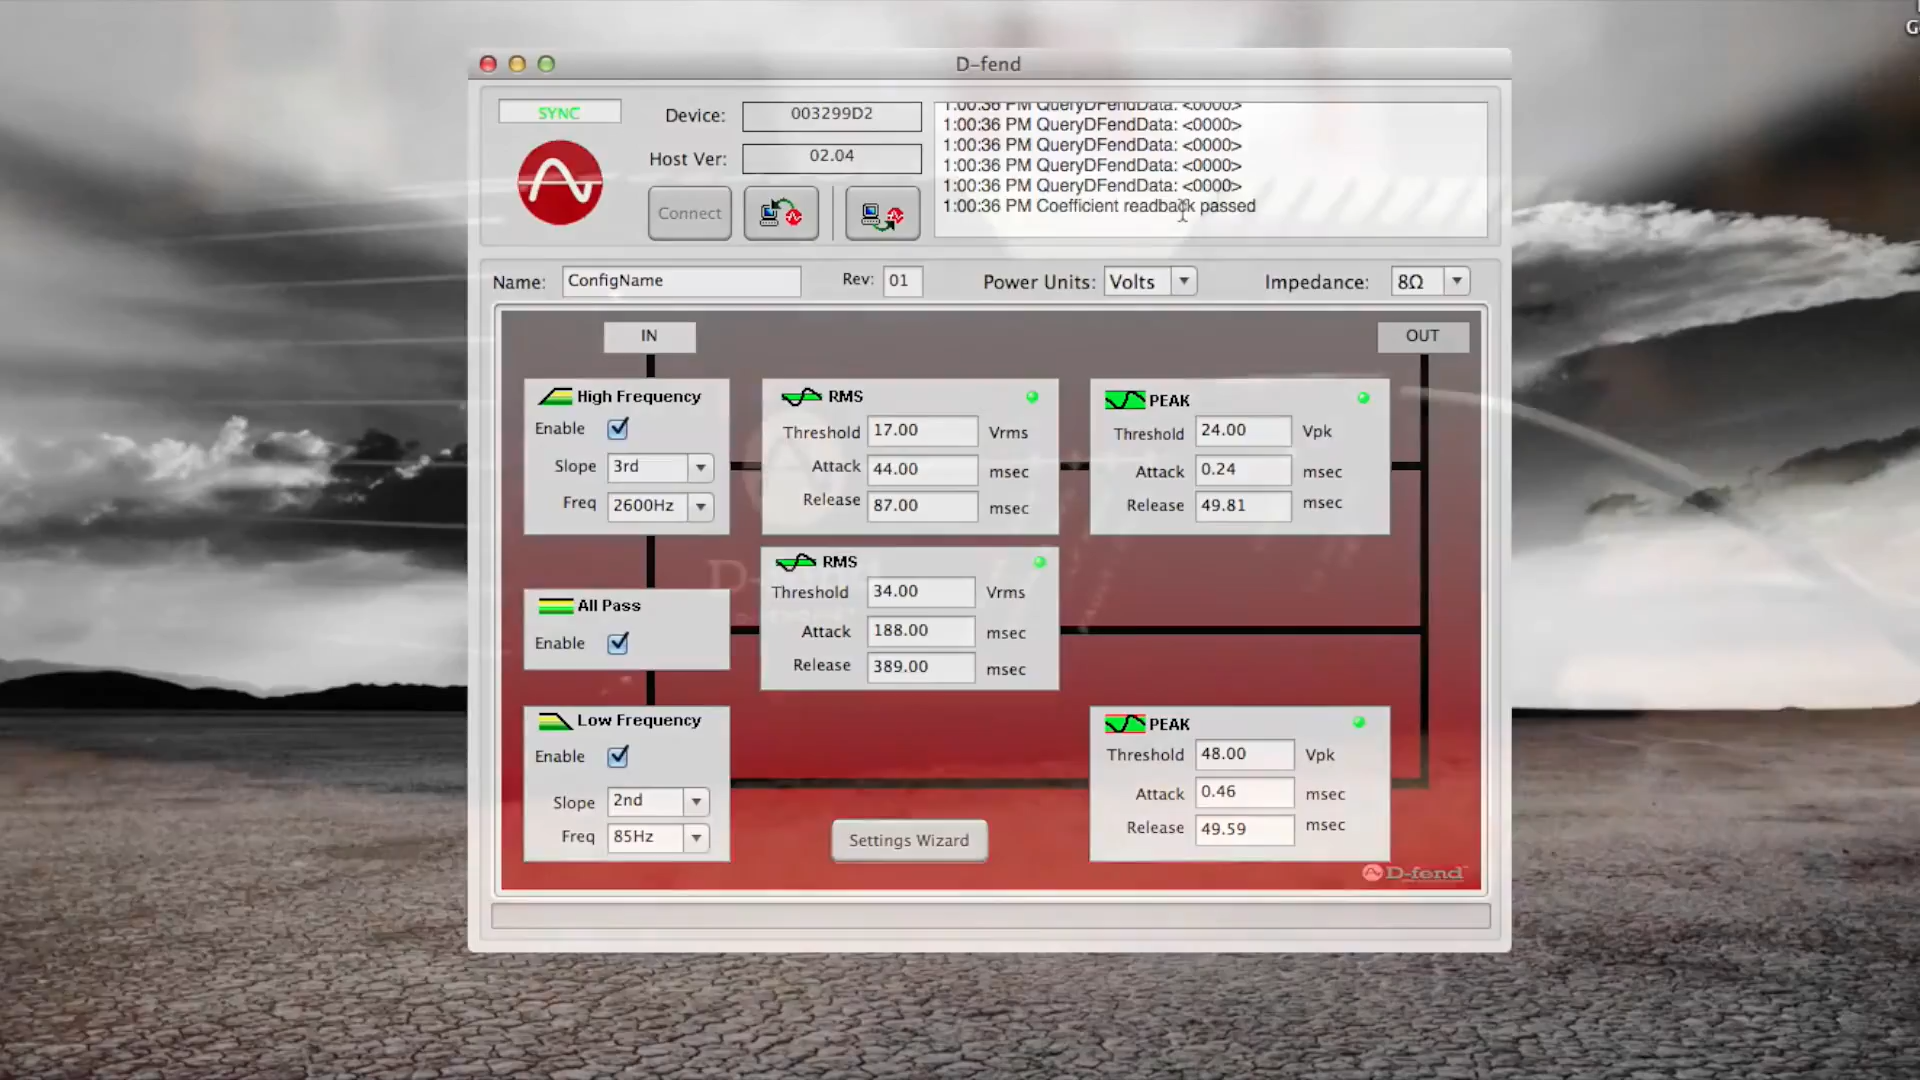 D-fend
SYNC
Device: 003299D2
Host Ver: 02.04
Connect
1:00:36 PM QueryDFendData: <0000>
1:00:36 PM QueryDFendData: <0000>
1:00:36 PM QueryDFendData: <0000>
1:00:36 PM QueryDFendData: <0000>
1:00:36 PM QueryDFendData: <0000>
1:00:36 PM Coefficient readback passed
Name: ConfigName Rev: 01 Power Units: Volts Impedance: 8Ω
IN
OUT
High Frequency
Enable
Slope 3rd
Freq 2600Hz
RMS
Threshold 17.00 Vrms
Attack 44.00 msec
Release 87.00 msec
PEAK
Threshold 24.00 Vpk
Attack 0.24 msec
Release 49.81 msec
All Pass
Enable
RMS
Threshold 34.00 Vrms
Attack 188.00 msec
Release 389.00 msec
Low Frequency
Enable
Slope 2nd
Freq 85Hz
PEAK
Threshold 48.00 Vpk
Attack 0.46 msec
Release 49.59 msec
Settings Wizard
D-fend